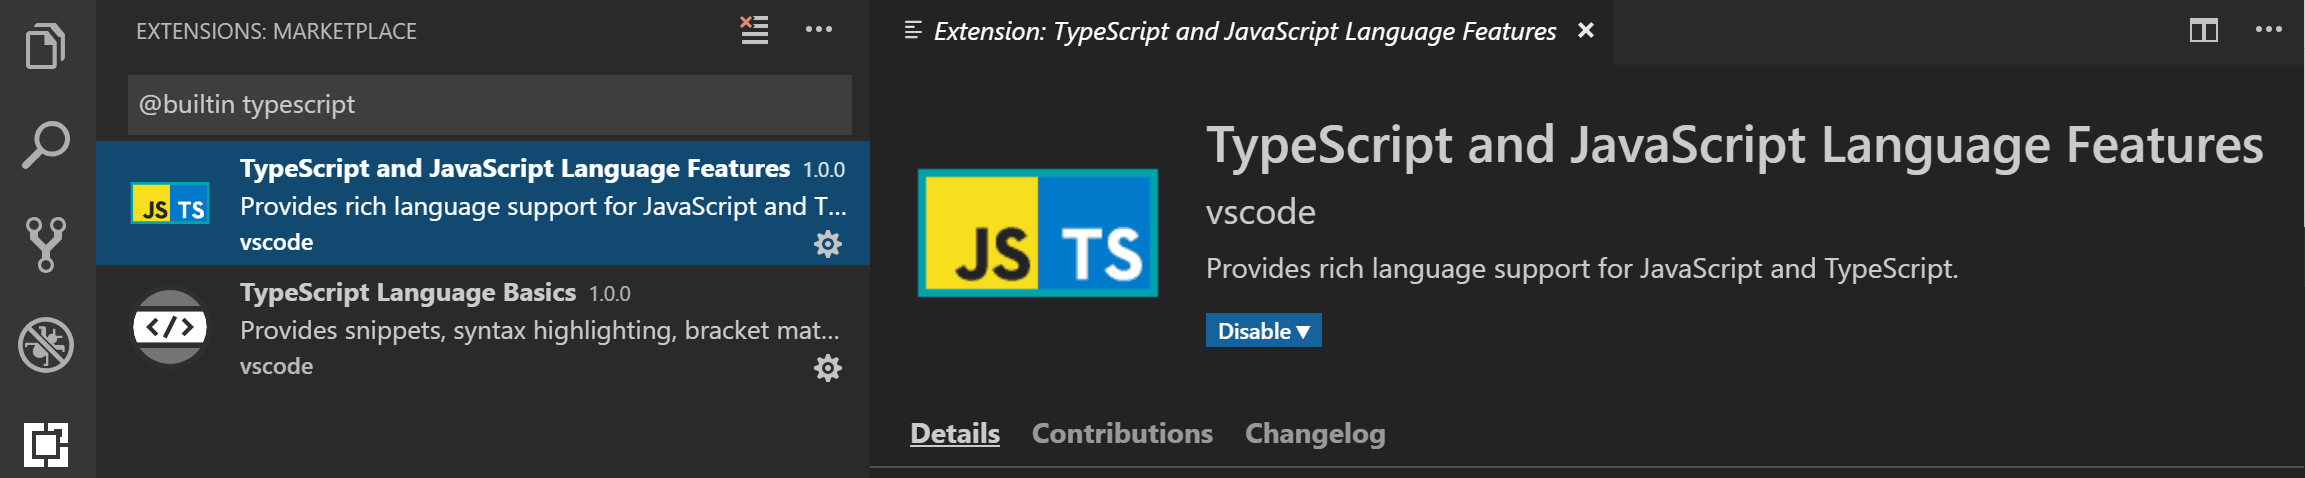 EXTENSIONS: MARKETPLACE
@builtin typescript
TypeScript and JavaScript Language Features 1.0.0
JS TS
Provides rich language support for JavaScript and T...
vscode
TypeScript Language Basics 1.0.0
</>
Provides snippets, syntax highlighting, bracket mat...
vscode
Extension: TypeScript and JavaScript Language Features
JS TS
TypeScript and JavaScript Language Features
vscode
Provides rich language support for JavaScript and TypeScript.
Disable▼
Details Contributions Changelog